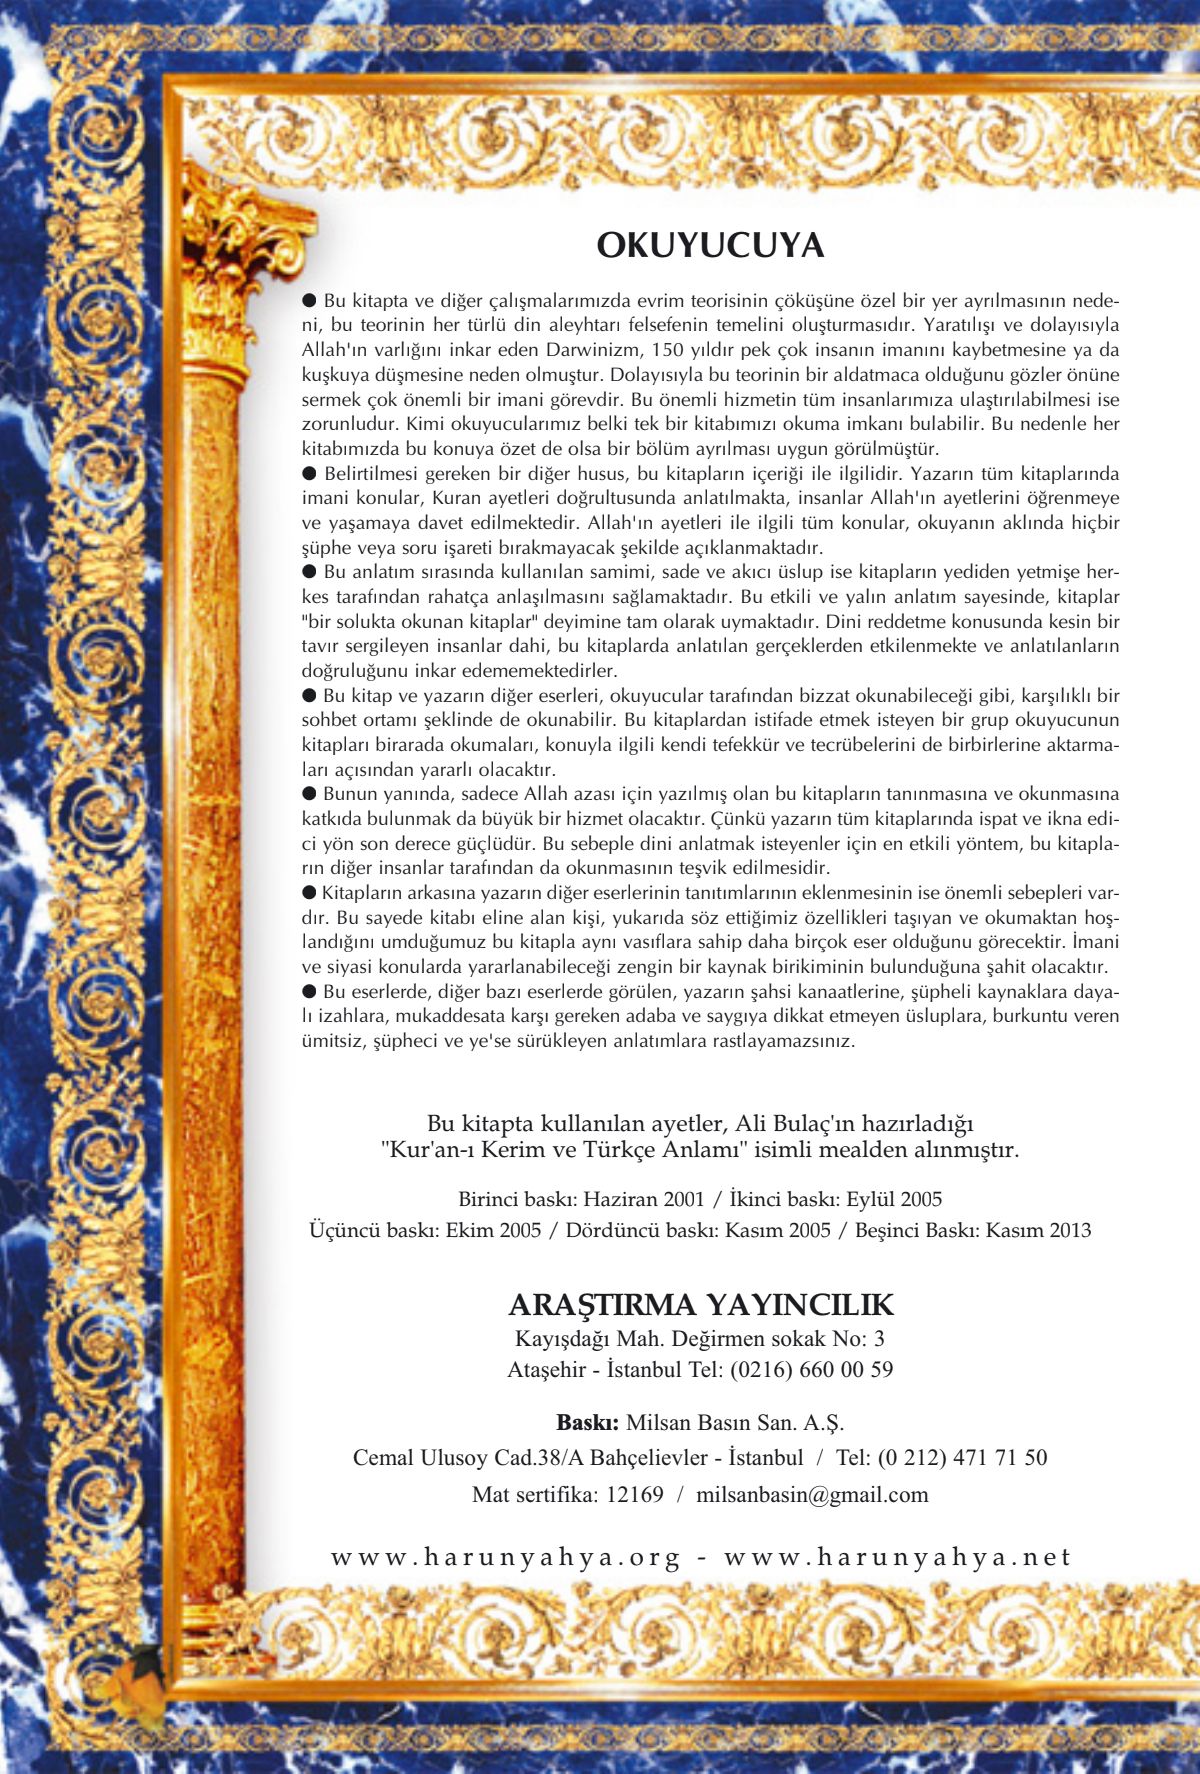 OKUYUCUYA
● Bu kitapta ve diğer çalışmalarımızda evrim teorisinin çöküşüne özel bir yer ayrılmasının nede-
ni, bu teorinin her türlü din aleyhtarı felsefenin temelini oluşturmasıdır. Yaratılışı ve dolayısıyla
Allah'ın varlığını inkar eden Darwinizm, 150 yıldır pek çok insanın imanını kaybetmesine ya da
kuşkuya düşmesine neden olmuştur. Dolayısıyla bu teorinin bir aldatmaca olduğunu gözler önüne
sermek çok önemli bir imani görevdir. Bu önemli hizmetin tüm insanlarımıza ulaştırılabilmesi ise
zorunludur. Kimi okuyucularımız belki tek bir kitabımızı okuma imkanı bulabilir. Bu nedenle her
kitabımızda bu konuya özet de olsa bir bölüm ayrılması uygun görülmüştür.
● Belirtilmesi gereken bir diğer husus, bu kitapların içeriği ile ilgilidir. Yazarın tüm kitaplarında
imani konular, Kuran ayetleri doğrultusunda anlatılmakta, insanlar Allah'ın ayetlerini öğrenmeye
ve yaşamaya davet edilmektedir. Allah'ın ayetleri ile ilgili tüm konular, okuyanın aklında hiçbir
şüphe veya soru işareti bırakmayacak şekilde açıklanmaktadır.
● Bu anlatım sırasında kullanılan samimi, sade ve akıcı üslup ise kitapların yediden yetmişe her-
kes tarafından rahatça anlaşılmasını sağlamaktadır. Bu etkili ve yalın anlatım sayesinde, kitaplar
"bir solukta okunan kitaplar" deyimine tam olarak uymaktadır. Dini reddetme konusunda kesin bir
tavır sergileyen insanlar dahi, bu kitaplarda anlatılan gerçeklerden etkilenmekte ve anlatılanların
doğruluğunu inkar edememektedirler.
● Bu kitap ve yazarın diğer eserleri, okuyucular tarafından bizzat okunabileceği gibi, karşılıklı bir
sohbet ortamı şeklinde de okunabilir. Bu kitaplardan istifade etmek isteyen bir grup okuyucunun
kitapları birarada okumaları, konuyla ilgili kendi tefekkür ve tecrübelerini de birbirlerine aktarma-
ları açısından yararlı olacaktır.
● Bunun yanında, sadece Allah azası için yazılmış olan bu kitapların tanınmasına ve okunmasına
katkıda bulunmak da büyük bir hizmet olacaktır. Çünkü yazarın tüm kitaplarında ispat ve ikna edi-
ci yön son derece güçlüdür. Bu sebeple dini anlatmak isteyenler için en etkili yöntem, bu kitapla-
rın diğer insanlar tarafından da okunmasının teşvik edilmesidir.
● Kitapların arkasına yazarın diğer eserlerinin tanıtımlarının eklenmesinin ise önemli sebepleri var-
dır. Bu sayede kitabı eline alan kişi, yukarıda söz ettiğimiz özellikleri taşıyan ve okumaktan hoş-
landığını umduğumuz bu kitapla aynı vasıflara sahip daha birçok eser olduğunu görecektir. İmani
ve siyasi konularda yararlanabileceği zengin bir kaynak birikiminin bulunduğuna şahit olacaktır.
● Bu eserlerde, diğer bazı eserlerde görülen, yazarın şahsi kanaatlerine, şüpheli kaynaklara daya-
lı izahlara, mukaddesata karşı gereken adaba ve saygıya dikkat etmeyen üsluplara, burkuntu veren
ümitsiz, şüpheci ve ye'se sürükleyen anlatımlara rastlayamazsınız.
Bu kitapta kullanılan ayetler, Ali Bulaç'ın hazırladığı
"Kur'an-ı Kerim ve Türkçe Anlamı" isimli mealden alınmıştır.
Birinci baskı: Haziran 2001 / İkinci baskı: Eylül 2005
Üçüncü baskı: Ekim 2005 / Dördüncü baskı: Kasım 2005 / Beşinci Baskı: Kasım 2013
ARAŞTIRMA YAYINCILIK
Kayışdağı Mah. Değirmen sokak No: 3
Ataşehir - İstanbul Tel: (0216) 660 00 59
Baskı: Milsan Basın San. A.Ş.
Cemal Ulusoy Cad.38/A Bahçelievler - İstanbul / Tel: (0 212) 471 71 50
Mat sertifika: 12169 / milsanbasin@gmail.com
www.harunyahya.org - www.harunyahya.net